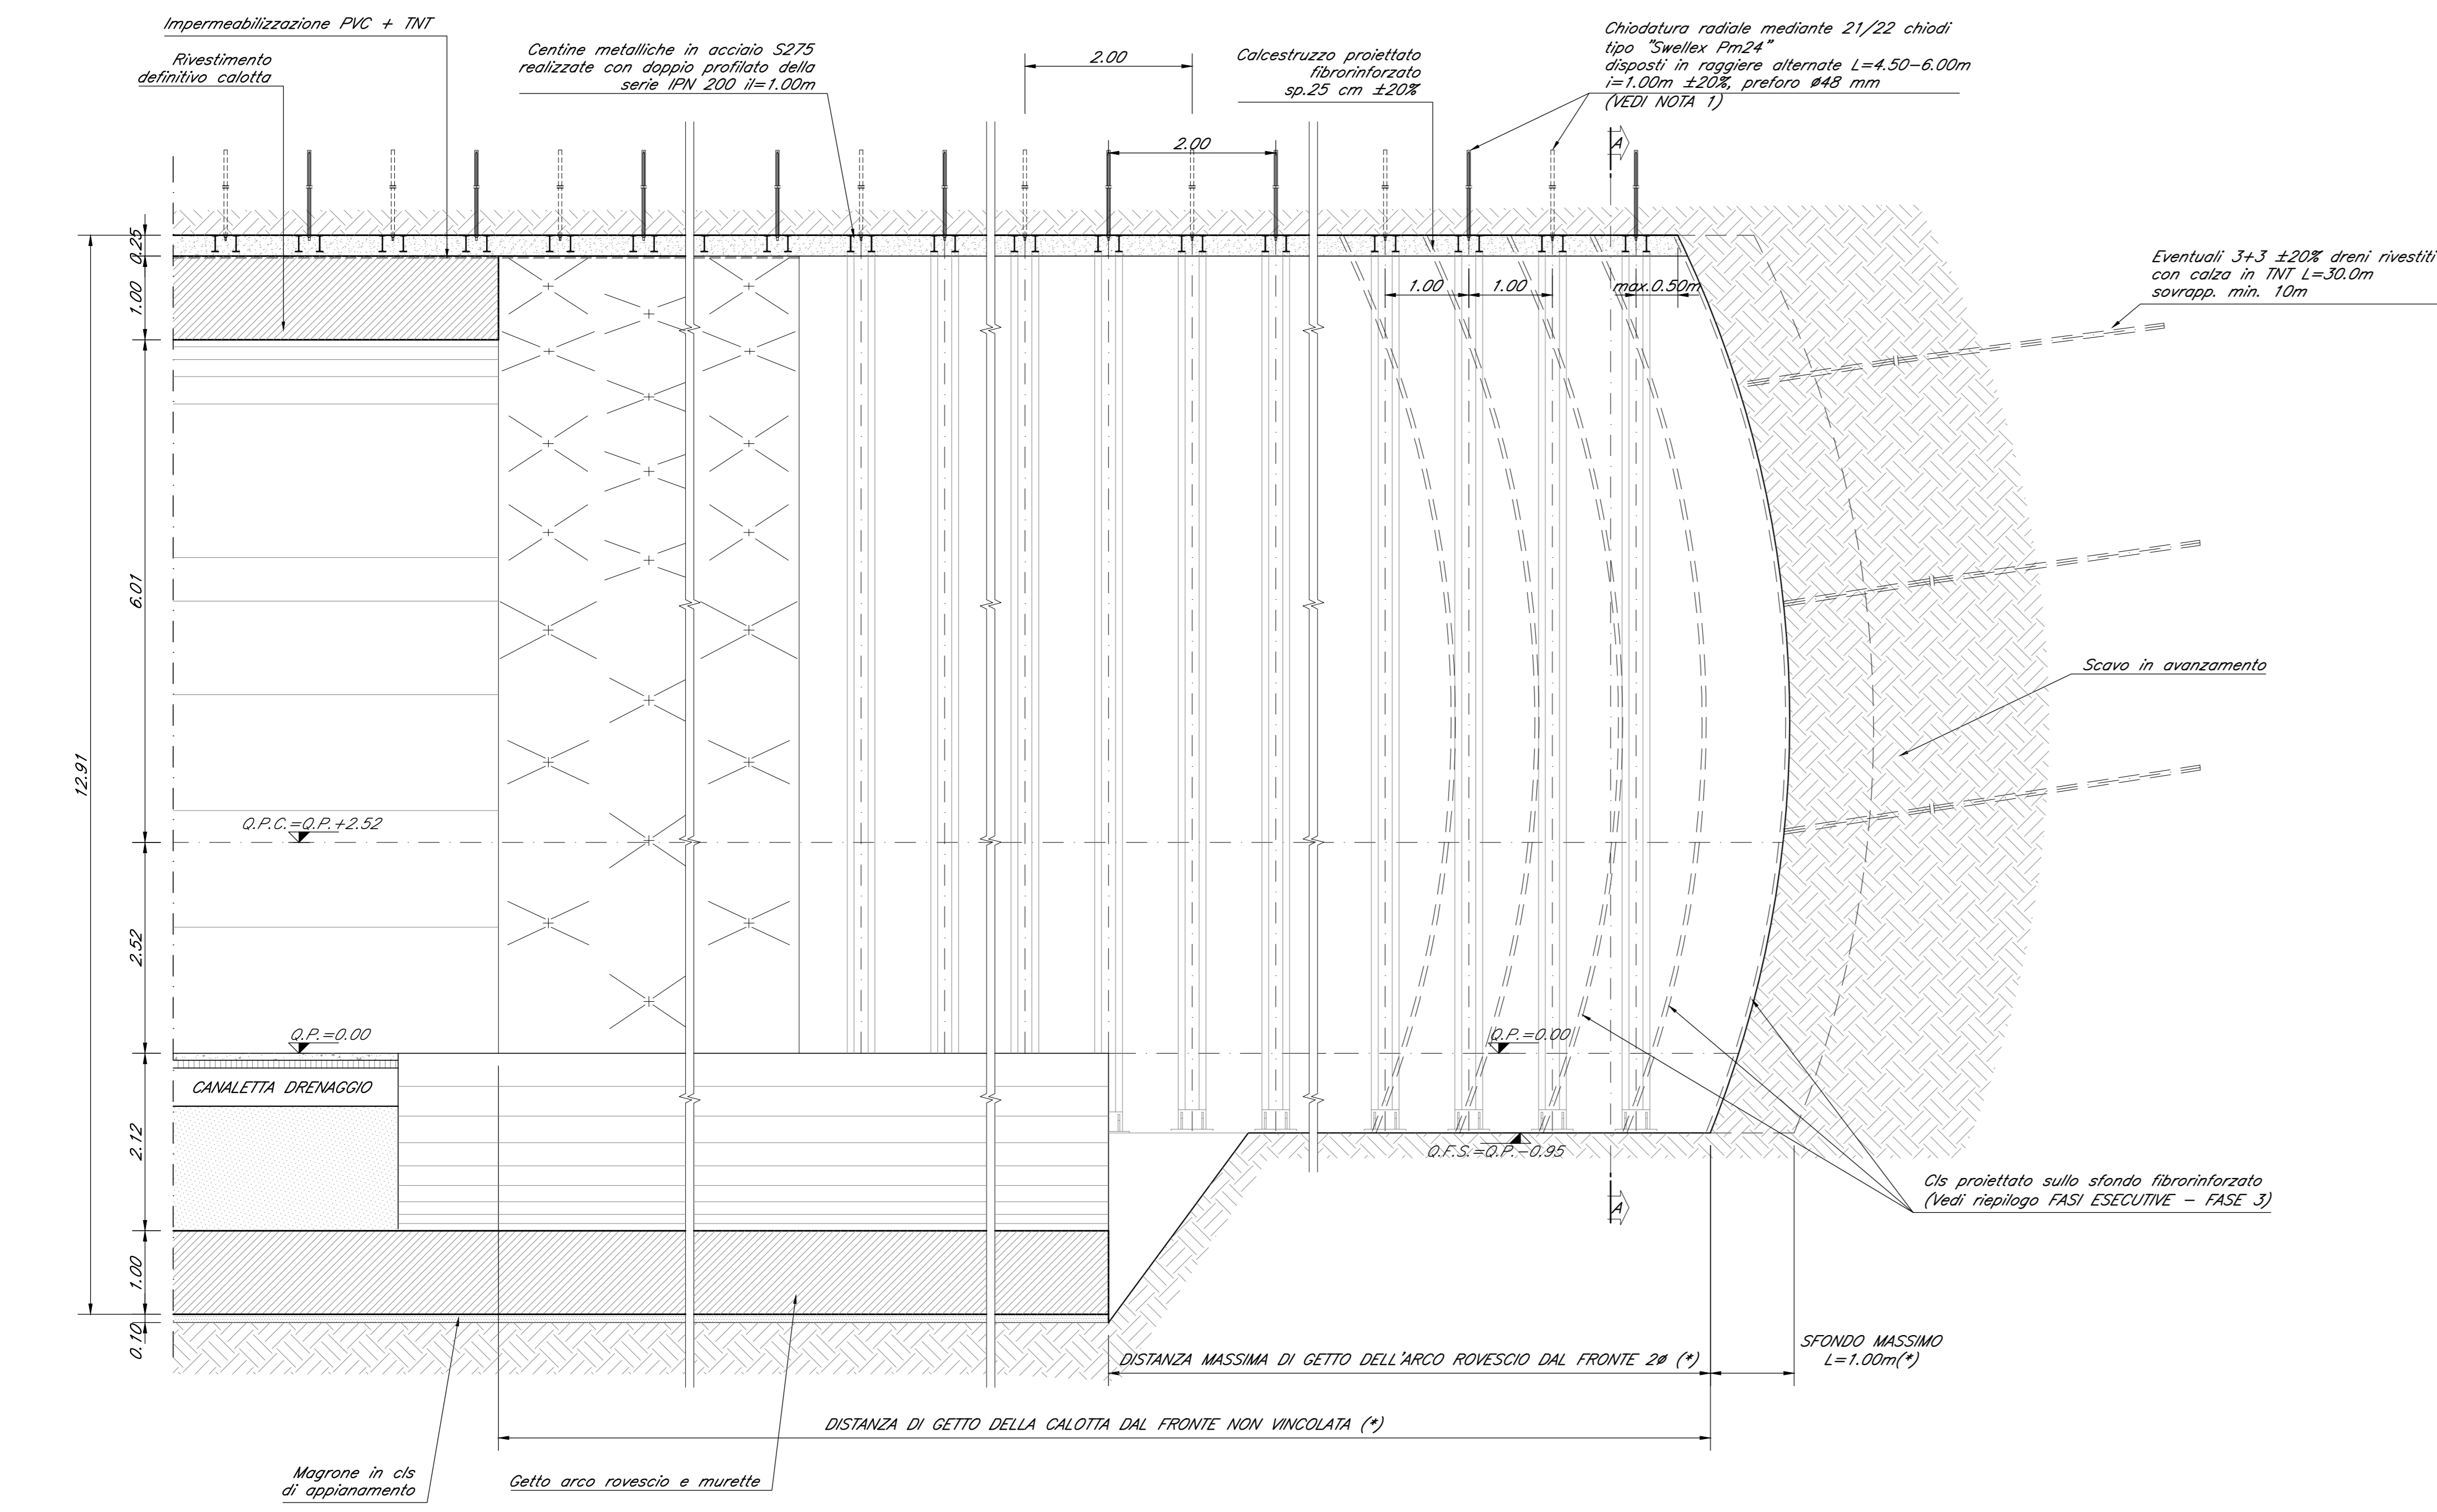 Impermeabilizzazione PVC + TNT
Rivestimento
definitivo calotta
Centine metalliche in acciaio S275
realizzate con doppio profilato della
serie IPN 200 il=1.00m
2.00
2.00
Calcestruzzo proiettato
fibrorinforzato
sp.25 cm ±20%
Chiodatura radiale mediante 21/22 chiodi
tipo "Swellex Pm24"
disposti in raggiere alternate L=4.50-6.00m
i=1.00m ±20%, preforo ø48 mm
(VEDI NOTA 1)
A
Eventuali 3+3 ±20% dreni rivestiti
con calza in TNT L=30.0m
sovrapp. min. 10m
0.25
1.00
1.00
1.00
max.0.50m
6.01
Scavo in avanzamento
12.91
Q.P.C.=Q.P.+2.52
2.52
Q.P.=0.00
Q.P.=0.00
CANALETTA DRENAGGIO
2.12
Q.F.S.=Q.P.-0.95
Cls proiettato sullo sfondo fibrorinforzato
(Vedi riepilogo FASI ESECUTIVE - FASE 3)
A
1.00
0.10
DISTANZA MASSIMA DI GETTO DELL'ARCO ROVESCIO DAL FRONTE 2ø (*)
SFONDO MASSIMO
L=1.00m(*)
DISTANZA DI GETTO DELLA CALOTTA DAL FRONTE NON VINCOLATA (*)
Magrone in cls
di appianamento
Getto arco rovescio e murette